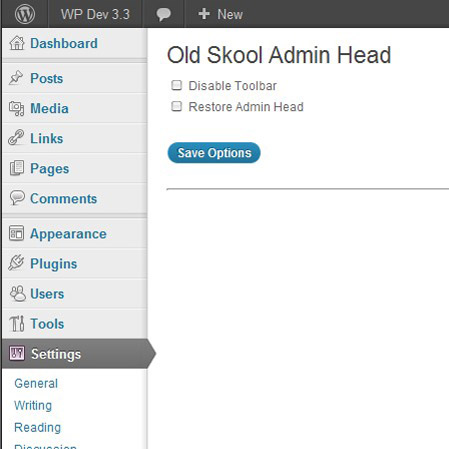 WP Dev 3.3 + New
Dashboard
Posts
Media
Links
Pages
Comments
Appearance
Plugins
Users
Tools
Settings
General
Writing
Reading
Discussion
Old Skool Admin Head
Disable Toolbar
Restore Admin Head
Save Options